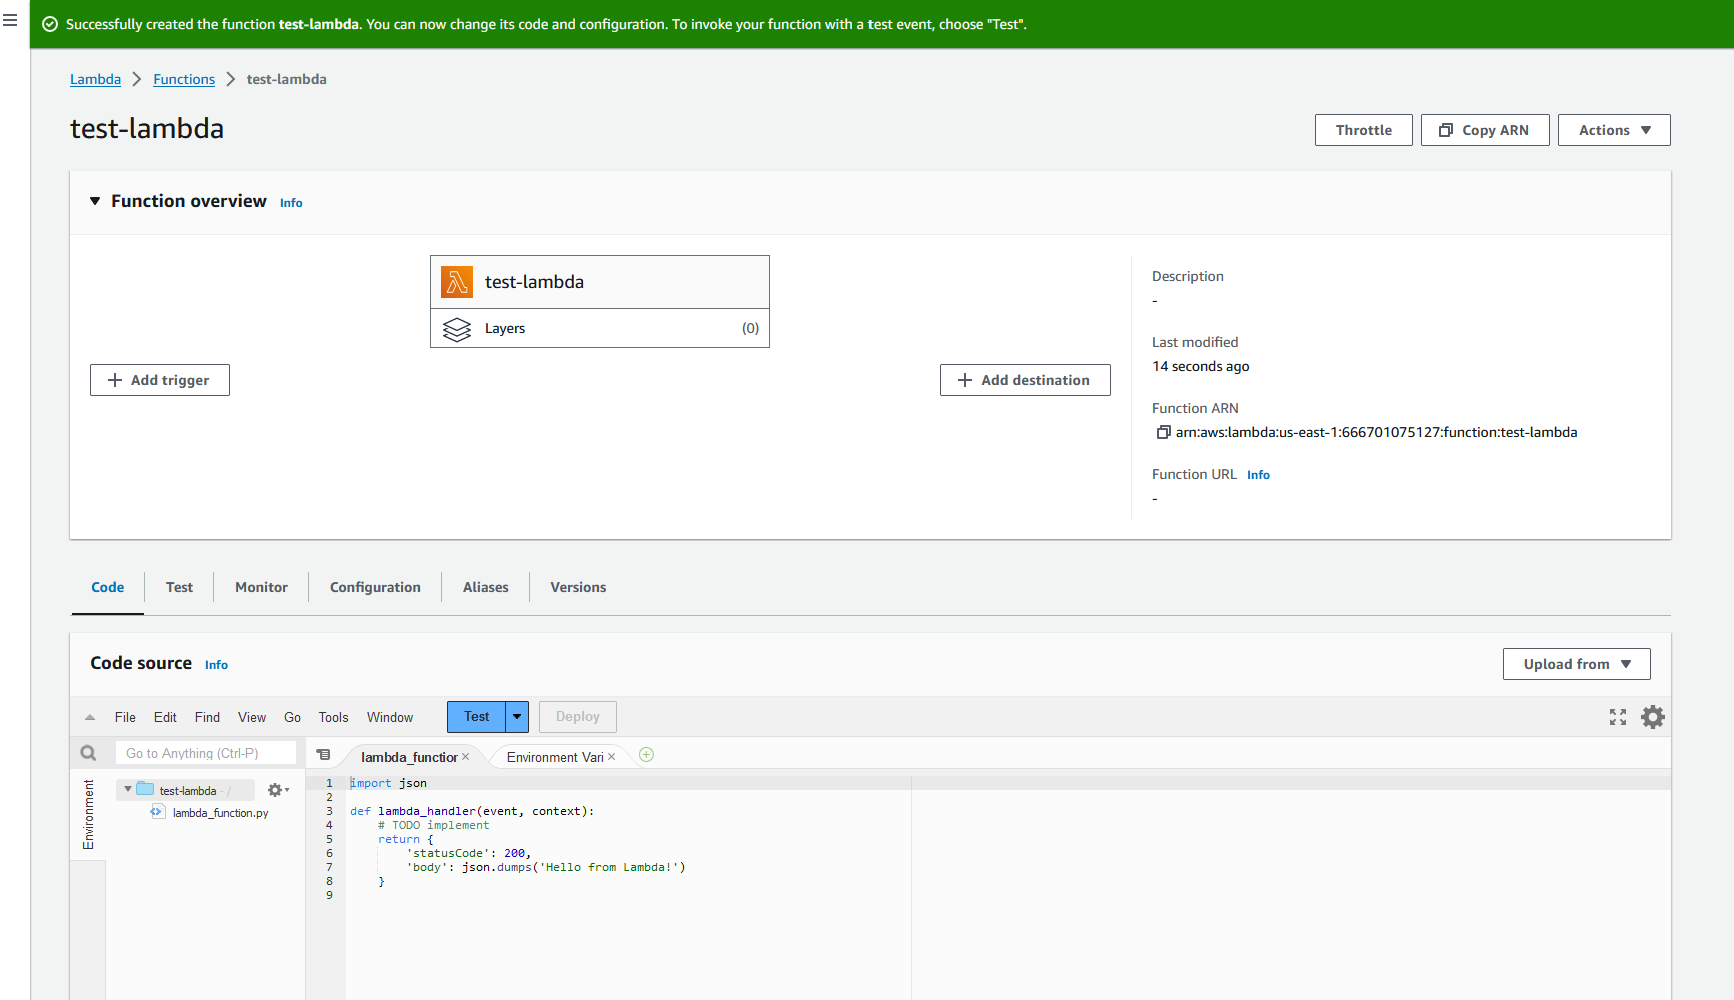 Successfully created the function test-lambda. You can now change its code and configuration. To invoke your function with a test event, choose "Test".
Lambda > Functions > test-lambda
test-lambda
Throttle
Copy ARN
Actions
Function overview Info
test-lambda
Layers (0)
Add trigger
Add destination
Description
-
Last modified
14 seconds ago
Function ARN
arn:aws:lambda:us-east-1:666701075127:function:test-lambda
Function URL Info
-
Code Test Monitor Configuration Aliases Versions
Code source Info
Upload from
File Edit Find View Go Tools Window Test Deploy
Go to Anything (Ctrl-P)
lambda_functior × Environment Vari ×
Environment
test-lambda - /
lambda_function.py
1 import json
2
3 def lambda_handler(event, context):
4     # TODO implement
5     return {
6         'statusCode': 200,
7         'body': json.dumps('Hello from Lambda!')
8     }
9